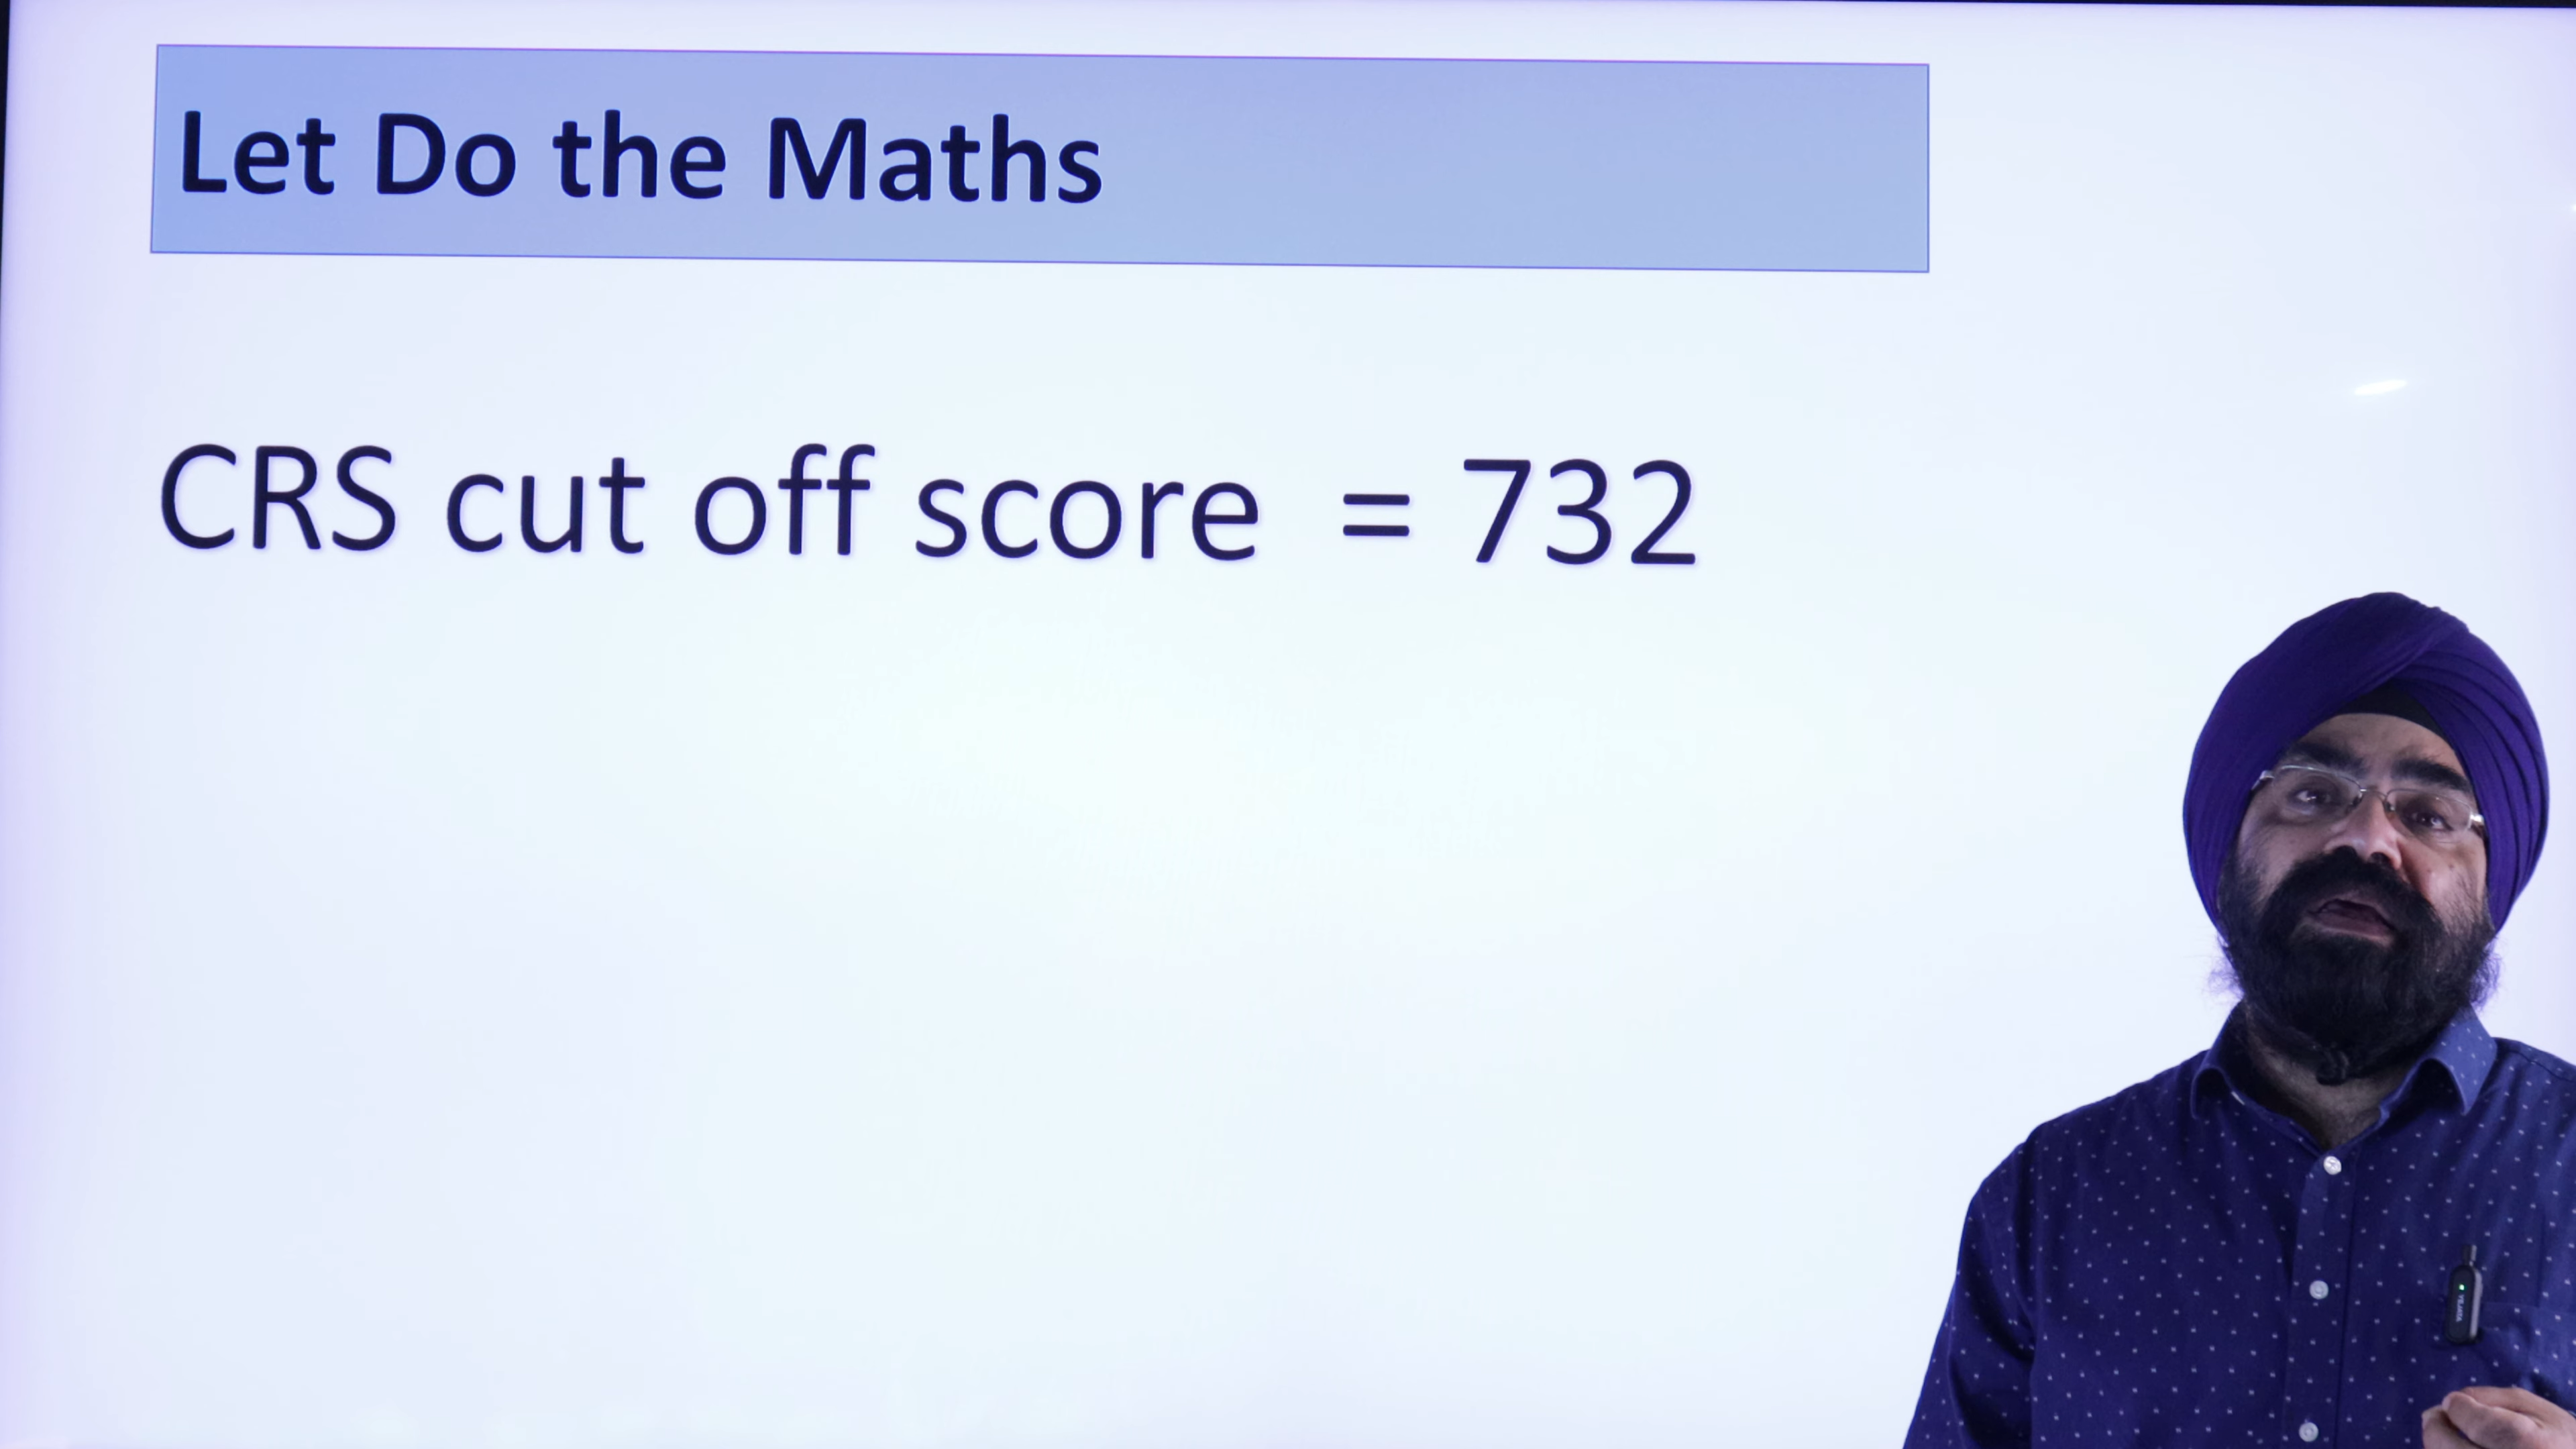 Let Do the Maths
CRS cut off score = 732